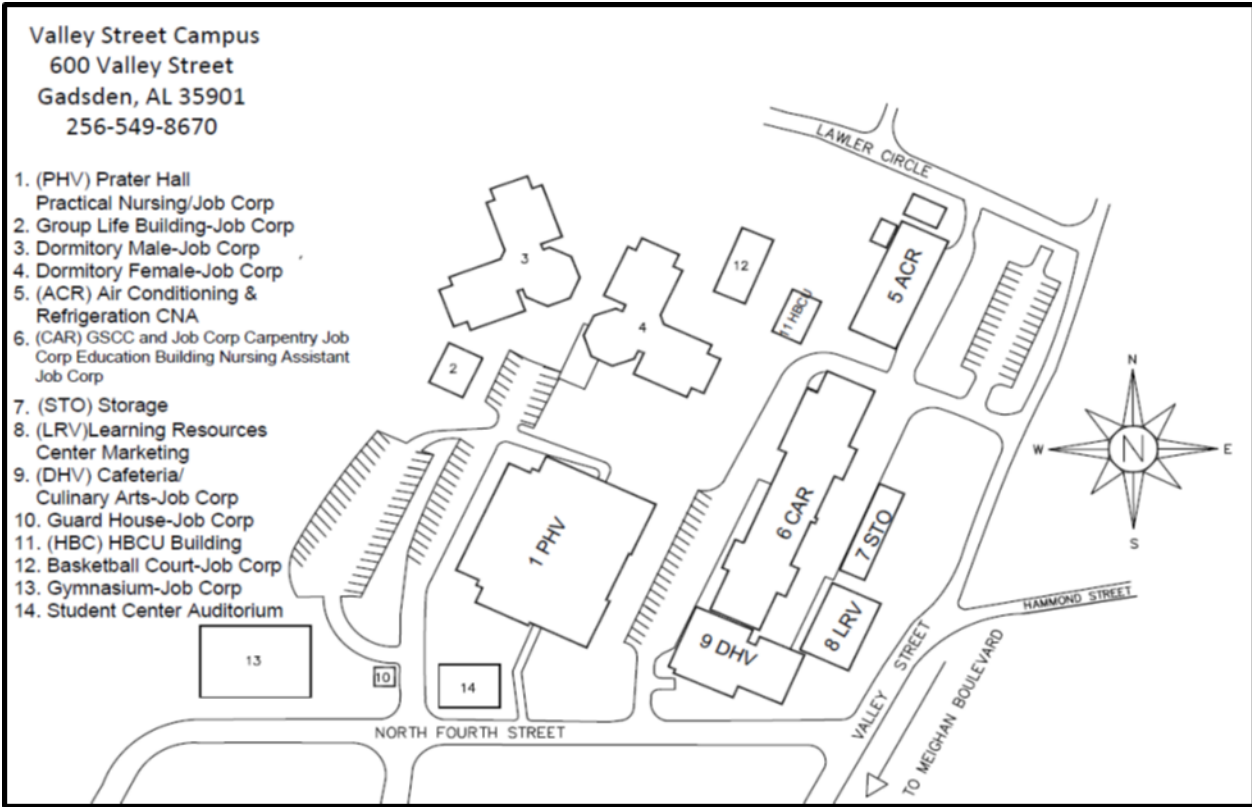 Valley Street Campus
600 Valley Street
Gadsden, AL 35901
256-549-8670
1. (PHV) Prater Hall
Practical Nursing/Job Corp
2. Group Life Building-Job Corp
3. Dormitory Male-Job Corp
4. Dormitory Female-Job Corp
5. (ACR) Air Conditioning &
Refrigeration CNA
6. (CAR) GSCC and Job Corp Carpentry Job
Corp Education Building Nursing Assistant
Job Corp
7. (STO) Storage
8. (LRV)Learning Resources
Center Marketing
9. (DHV) Cafeteria/
Culinary Arts-Job Corp
10. Guard House-Job Corp
11. (HBC) HBCU Building
12. Basketball Court-Job Corp
13. Gymnasium-Job Corp
14. Student Center Auditorium
LAWLER CIRCLE
3
12
5 ACR
11 HBCU
4
2
N
W
N
E
S
6 CAR
7 STO
1 PHV
HAMMOND STREET
8 LRV
9 DHV
13
10
14
VALLEY STREET
TO MEIGHAN BOULEVARD
NORTH FOURTH STREET